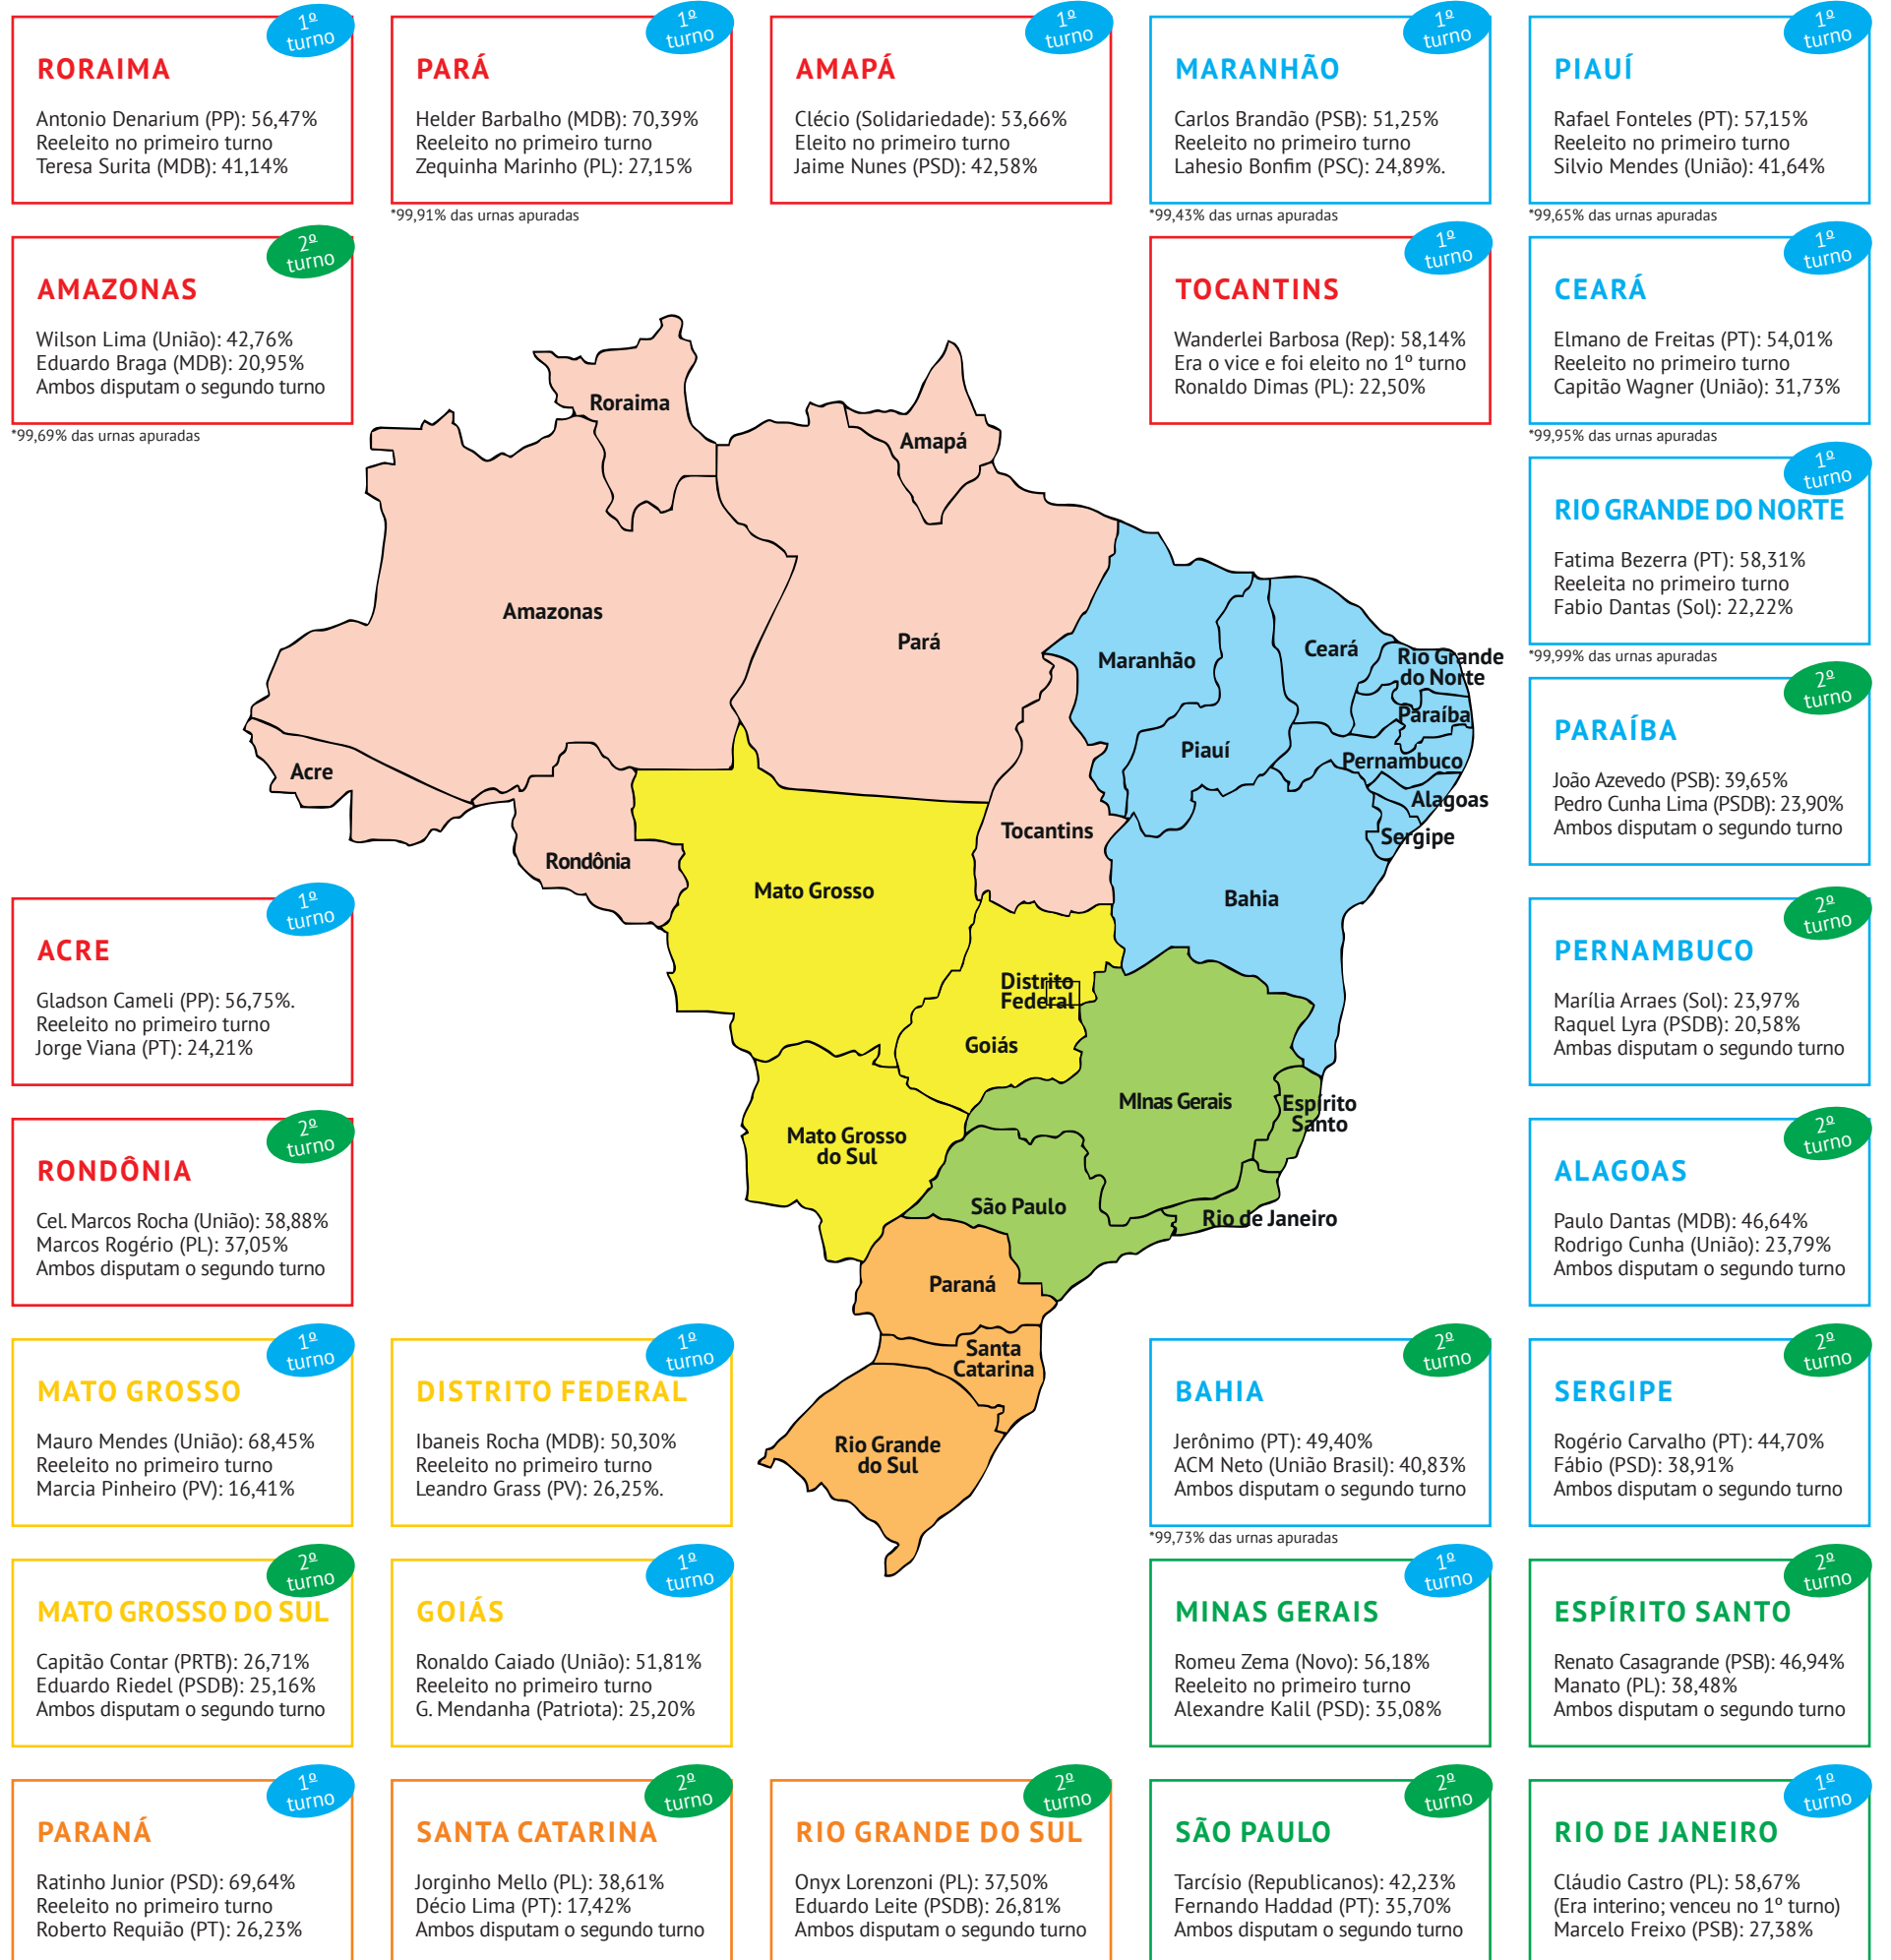 1º
turno
RORAIMA
Antonio Denarium (PP): 56,47%
Reeleito no primeiro turno
Teresa Surita (MDB): 41,14%
1º
turno
PARÁ
Helder Barbalho (MDB): 70,39%
Reeleito no primeiro turno
Zequinha Marinho (PL): 27,15%
*99,91% das urnas apuradas
1º
turno
AMAPÁ
Clécio (Solidariedade): 53,66%
Eleito no primeiro turno
Jaime Nunes (PSD): 42,58%
1º
turno
MARANHÃO
Carlos Brandão (PSB): 51,25%
Reeleito no primeiro turno
Lahesio Bonfim (PSC): 24,89%.
*99,43% das urnas apuradas
1º
turno
PIAUÍ
Rafael Fonteles (PT): 57,15%
Reeleito no primeiro turno
Silvio Mendes (União): 41,64%
*99,65% das urnas apuradas
2º
turno
AMAZONAS
Wilson Lima (União): 42,76%
Eduardo Braga (MDB): 20,95%
Ambos disputam o segundo turno
*99,69% das urnas apuradas
1º
turno
TOCANTINS
Wanderlei Barbosa (Rep): 58,14%
Era o vice e foi eleito no 1º turno
Ronaldo Dimas (PL): 22,50%
1º
turno
CEARÁ
Elmano de Freitas (PT): 54,01%
Reeleito no primeiro turno
Capitão Wagner (União): 31,73%
*99,95% das urnas apuradas
1º
turno
RIO GRANDE DO NORTE
Fatima Bezerra (PT): 58,31%
Reeleita no primeiro turno
Fabio Dantas (Sol): 22,22%
*99,99% das urnas apuradas
2º
turno
PARAÍBA
João Azevedo (PSB): 39,65%
Pedro Cunha Lima (PSDB): 23,90%
Ambos disputam o segundo turno
Roraima
Amapá
Amazonas
Pará
Maranhão
Ceará
Rio Grande
do Norte
Paraíba
Piauí
Pernambuco
Acre
Alagoas
Tocantins
Sergipe
Rondônia
Mato Grosso
Bahia
Distrito
Federal
Goiás
MInas Gerais
Espírito
Santo
Mato Grosso
do Sul
São Paulo
Rio de Janeiro
Paraná
Santa
Catarina
Rio Grande
do Sul
1º
turno
ACRE
Gladson Cameli (PP): 56,75%.
Reeleito no primeiro turno
Jorge Viana (PT): 24,21%
2º
turno
PERNAMBUCO
Marília Arraes (Sol): 23,97%
Raquel Lyra (PSDB): 20,58%
Ambas disputam o segundo turno
2º
turno
RONDÔNIA
Cel. Marcos Rocha (União): 38,88%
Marcos Rogério (PL): 37,05%
Ambos disputam o segundo turno
2º
turno
ALAGOAS
Paulo Dantas (MDB): 46,64%
Rodrigo Cunha (União): 23,79%
Ambos disputam o segundo turno
1º
turno
MATO GROSSO
Mauro Mendes (União): 68,45%
Reeleito no primeiro turno
Marcia Pinheiro (PV): 16,41%
1º
turno
DISTRITO FEDERAL
Ibaneis Rocha (MDB): 50,30%
Reeleito no primeiro turno
Leandro Grass (PV): 26,25%.
2º
turno
BAHIA
Jerônimo (PT): 49,40%
ACM Neto (União Brasil): 40,83%
Ambos disputam o segundo turno
*99,73% das urnas apuradas
2º
turno
SERGIPE
Rogério Carvalho (PT): 44,70%
Fábio (PSD): 38,91%
Ambos disputam o segundo turno
2º
turno
MATO GROSSO DO SUL
Capitão Contar (PRTB): 26,71%
Eduardo Riedel (PSDB): 25,16%
Ambos disputam o segundo turno
1º
turno
GOIÁS
Ronaldo Caiado (União): 51,81%
Reeleito no primeiro turno
G. Mendanha (Patriota): 25,20%
1º
turno
MINAS GERAIS
Romeu Zema (Novo): 56,18%
Reeleito no primeiro turno
Alexandre Kalil (PSD): 35,08%
2º
turno
ESPÍRITO SANTO
Renato Casagrande (PSB): 46,94%
Manato (PL): 38,48%
Ambos disputam o segundo turno
1º
turno
PARANÁ
Ratinho Junior (PSD): 69,64%
Reeleito no primeiro turno
Roberto Requião (PT): 26,23%
2º
turno
SANTA CATARINA
Jorginho Mello (PL): 38,61%
Décio Lima (PT): 17,42%
Ambos disputam o segundo turno
2º
turno
RIO GRANDE DO SUL
Onyx Lorenzoni (PL): 37,50%
Eduardo Leite (PSDB): 26,81%
Ambos disputam o segundo turno
2º
turno
SÃO PAULO
Tarcísio (Republicanos): 42,23%
Fernando Haddad (PT): 35,70%
Ambos disputam o segundo turno
1º
turno
RIO DE JANEIRO
Cláudio Castro (PL): 58,67%
(Era interino; venceu no 1º turno)
Marcelo Freixo (PSB): 27,38%